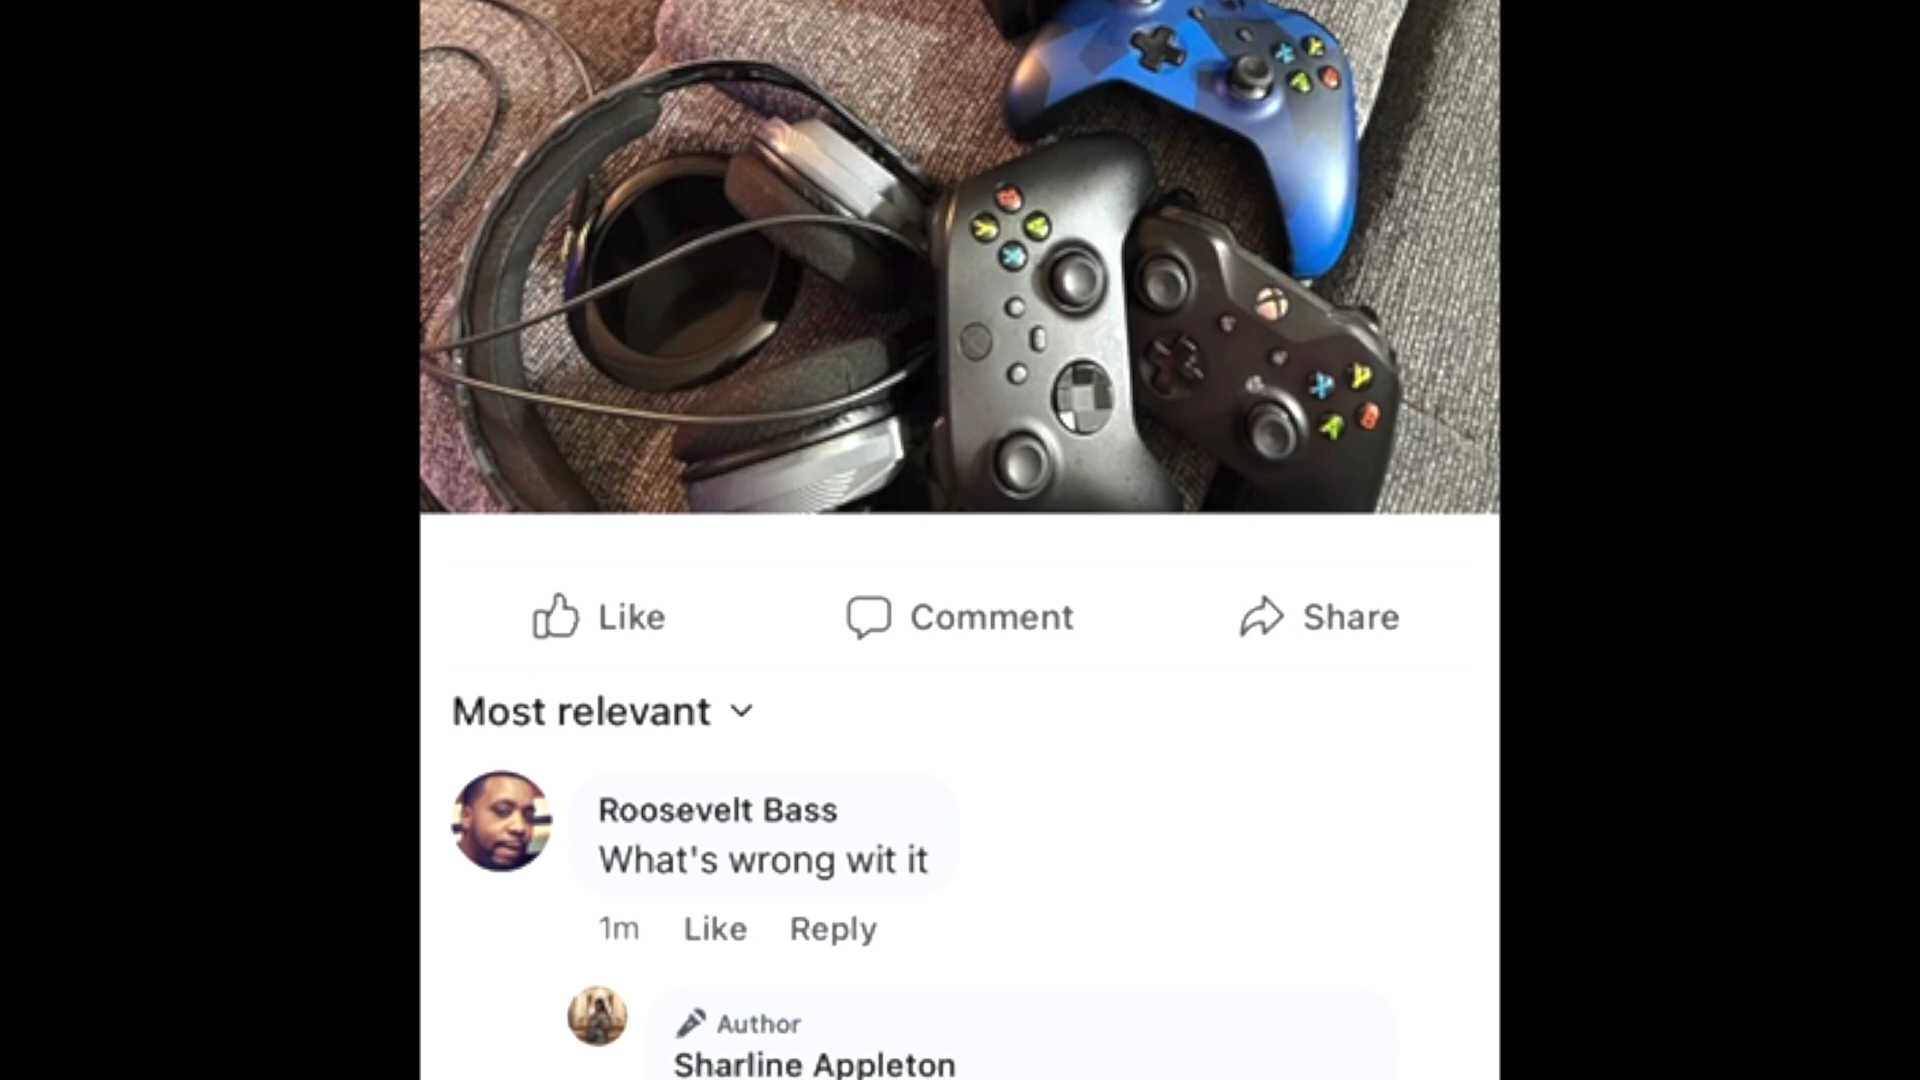 Like Comment Share
Most relevant
Roosevelt Bass
What's wrong wit it
1m Like Reply
Author
Sharline Appleton